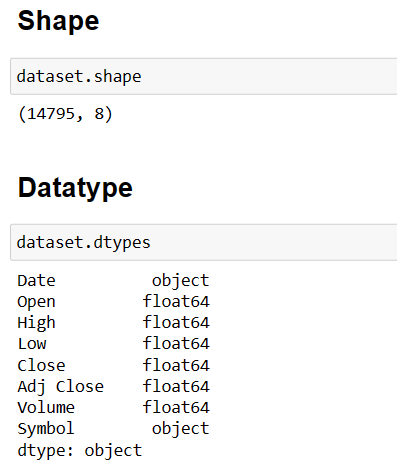 Shape
dataset.shape
(14795, 8)
Datatype
dataset.dtypes
Date object
Open float64
High float64
Low float64
Close float64
Adj Close float64
Volume float64
Symbol object
dtype: object